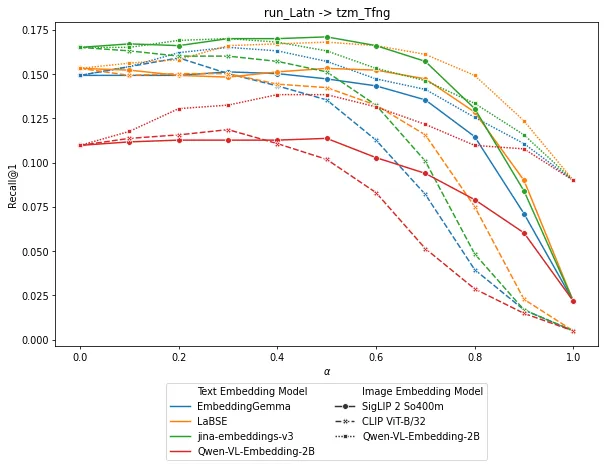 run_Latn -> tzm_Tfng
Recall@1
0.175
0.150
0.125
0.100
0.075
0.050
0.025
0.000
0.0 0.2 0.4 0.6 0.8 1.0
α
Text Embedding Model Image Embedding Model
EmbeddingGemma SigLIP 2 So400m
LaBSE CLIP ViT-B/32
jina-embeddings-v3 Qwen-VL-Embedding-2B
Qwen-VL-Embedding-2B